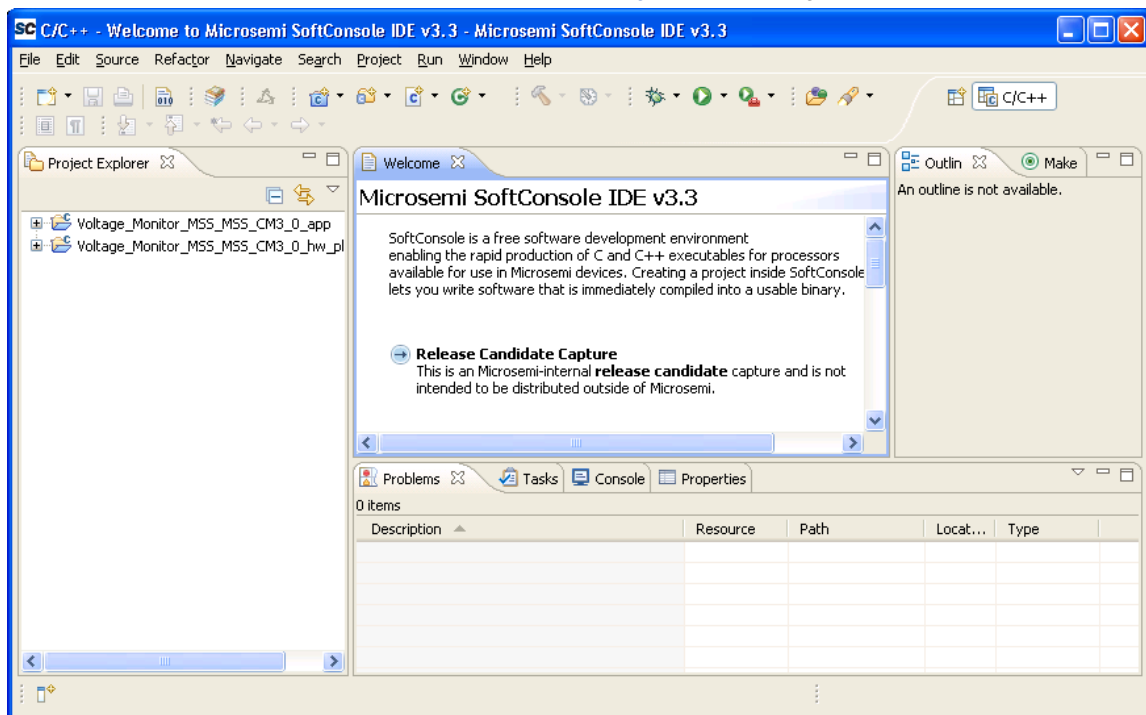 SC C/C++ - Welcome to Microsemi SoftConsole IDE v3.3 - Microsemi SoftConsole IDE v3.3
File Edit Source Refactor Navigate Search Project Run Window Help
010
C/C++
Project Explorer
Welcome
Outlin
Make
Microsemi SoftConsole IDE v3.3
An outline is not available.
Voltage_Monitor_MSS_MSS_CM3_0_app
Voltage_Monitor_MSS_MSS_CM3_0_hw_pl
SoftConsole is a free software development environment
enabling the rapid production of C and C++ executables for processors
available for use in Microsemi devices. Creating a project inside SoftConsole
lets you write software that is immediately compiled into a usable binary.
Release Candidate Capture
This is an Microsemi-internal release candidate capture and is not
intended to be distributed outside of Microsemi.
Problems Tasks Console Properties
0 items
Description Resource Path Locat... Type